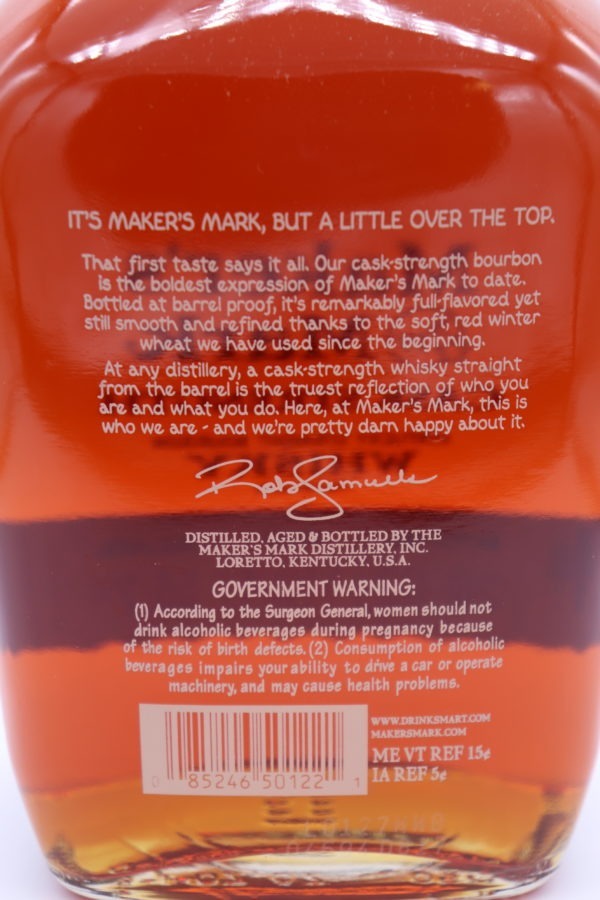 IT'S MAKER'S MARK, BUT A LITTLE OVER THE TOP.
That first taste says it all. Our cask-strength bourbon
is the boldest expression of Maker's Mark to date.
Bottled at barrel proof, it's remarkably full-flavored yet
still smooth and refined thanks to the soft, red winter
wheat we have used since the beginning.
At any distillery, a cask-strength whisky straight
from the barrel is the truest reflection of who you
are and what you do. Here, at Maker's Mark, this is
who we are - and we're pretty darn happy about it.
Rob Samuels
DISTILLED, AGED & BOTTLED BY THE
MAKER'S MARK DISTILLERY, INC.
LORETTO, KENTUCKY, U.S.A.
GOVERNMENT WARNING:
(1) According to the Surgeon General, women should not
drink alcoholic beverages during pregnancy because
of the risk of birth defects. (2) Consumption of alcoholic
beverages impairs your ability to drive a car or operate
machinery, and may cause health problems.
WWW.DRINKSMART.COM
MAKERSMARK.COM
ME VT REF 15¢
IA REF 5¢
0 85246 50122 1